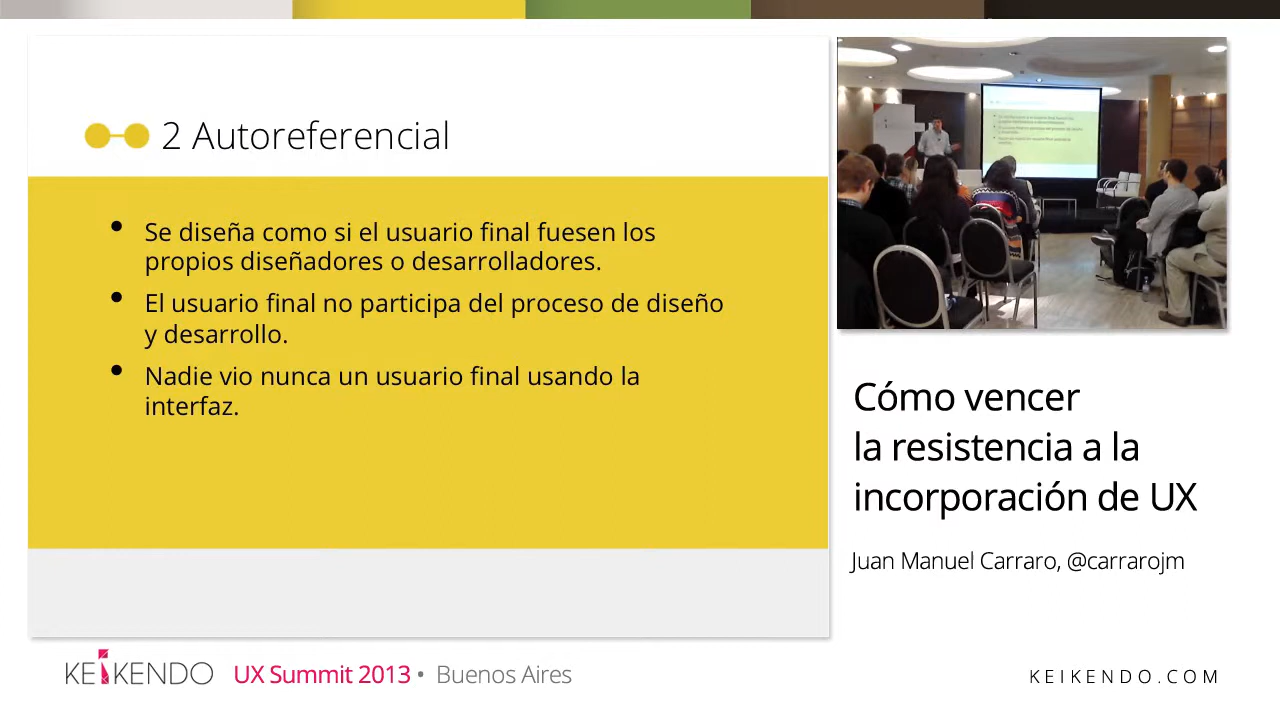 2 Autoreferencial
Se diseña como si el usuario final fuesen los
propios diseñadores o desarrolladores.
El usuario final no participa del proceso de diseño
y desarrollo.
Nadie vio nunca un usuario final usando la
interfaz.
Cómo vencer
la resistencia a la
incorporación de UX
Juan Manuel Carraro, @carrarojm
KEIKENDO UX Summit 2013 • Buenos Aires
KEIKENDO.COM